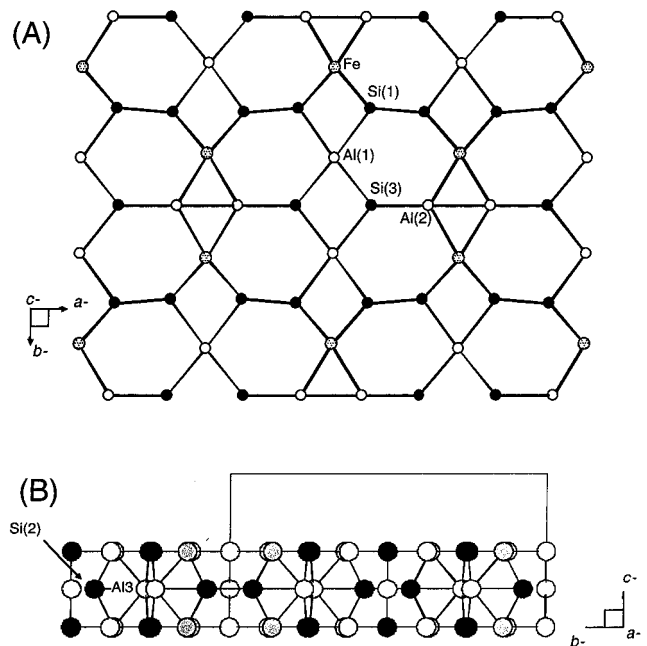 (A)
Fe
Si(1)
Al(1)
Si(3)
Al(2)
c-
a-
b-
(B)
Si(2)
Al3
c-
b-
a-